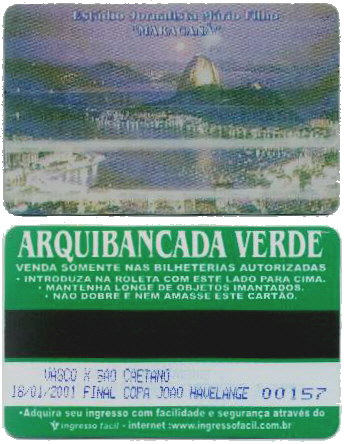 Estádio Jornalista Mário Filho
"MARACANÃ"
ARQUIBANCADA VERDE
VENDA SOMENTE NAS BILHETERIAS AUTORIZADAS
• INTRODUZA NA ROLETA COM ESTE LADO PARA CIMA.
• MANTENHA LONGE DE OBJETOS IMANTADOS.
• NÃO DOBRE E NEM AMASSE ESTE CARTÃO.
VASCO X SAO CAETANO
18/01/2001 FINAL COPA JOAO HAVELANGE 00157
•Adquira seu ingresso com facilidade e segurança através do
ingresso fácil - internet :www.ingressofacil.com.br